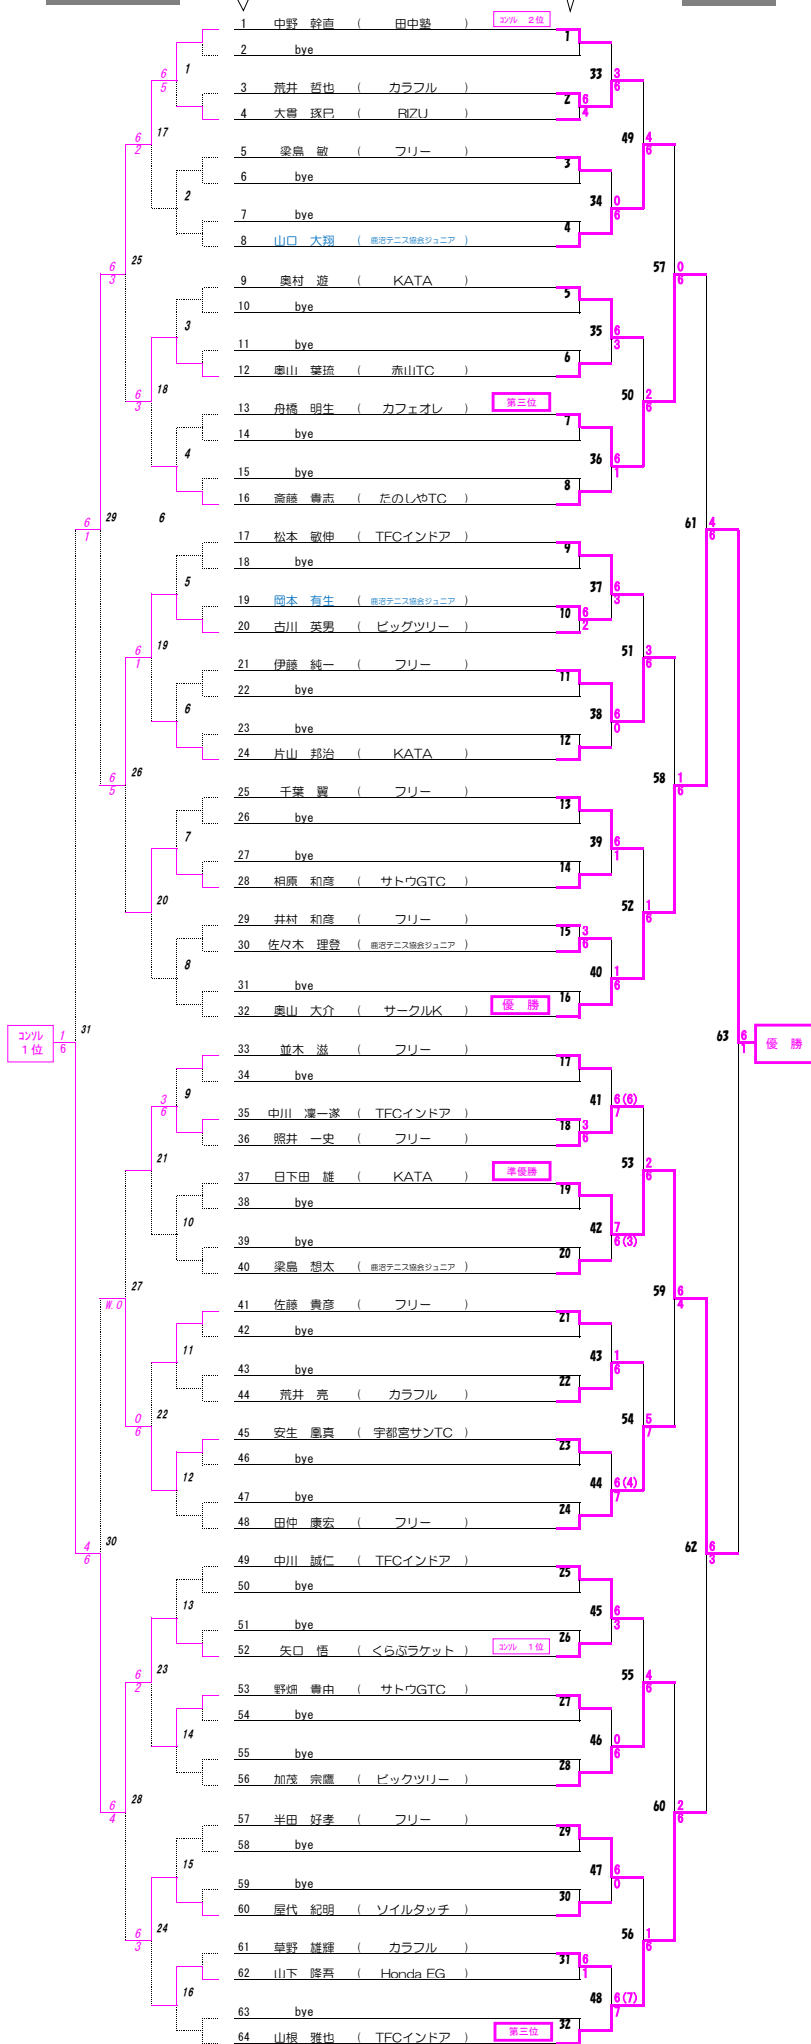 1 中野 幹直 ( 田中塾 ) コンソル 2位
2 bye
3 荒井 哲也 ( カラフル )
4 大貫 琢巳 ( RIZU )
5 梁島 敏 ( フリー )
6 bye
7 bye
8 山口 大翔 ( 鹿沼テニス協会ジュニア )
9 奥村 遊 ( KATA )
10 bye
11 bye
12 奥山 葉琉 ( 赤山TC )
13 舟橋 明生 ( カフェオレ ) 第三位
14 bye
15 bye
16 斎藤 貴志 ( たのしやTC )
17 松本 敏伸 ( TFCインドア )
18 bye
19 岡本 有生 ( 鹿沼テニス協会ジュニア )
20 古川 英男 ( ビッグツリー )
21 伊藤 純一 ( フリー )
22 bye
23 bye
24 片山 邦治 ( KATA )
25 千葉 翼 ( フリー )
26 bye
27 bye
28 相原 和彦 ( サトウGTC )
29 井村 和彦 ( フリー )
30 佐々木 理登 ( 鹿沼テニス協会ジュニア )
31 bye
32 奥山 大介 ( サークルK ) 優 勝
コンソル 1位 1 6 31 63 6 1 優 勝
33 並木 滋 ( フリー )
34 bye
35 中川 凜一遂 ( TFCインドア )
36 照井 一史 ( フリー )
37 日下田 雄 ( KATA ) 準優勝
38 bye
39 bye
40 梁島 想太 ( 鹿沼テニス協会ジュニア )
41 佐藤 貴彦 ( フリー )
42 bye
43 bye
44 荒井 亮 ( カラフル )
45 安生 凰真 ( 宇都宮サンTC )
46 bye
47 bye
48 田仲 康宏 ( フリー )
49 中川 誠仁 ( TFCインドア )
50 bye
51 bye
52 矢口 悟 ( くらぶラケット ) コンソル 1位
53 野畑 貴由 ( サトウGTC )
54 bye
55 bye
56 加茂 宗鷹 ( ビックツリー )
57 半田 好孝 ( フリー )
58 bye
59 bye
60 屋代 紀明 ( ソイルタッチ )
61 草野 雄輝 ( カラフル )
62 山下 隆吾 ( Honda EG )
63 bye
64 山根 雅也 ( TFCインドア ) 第三位